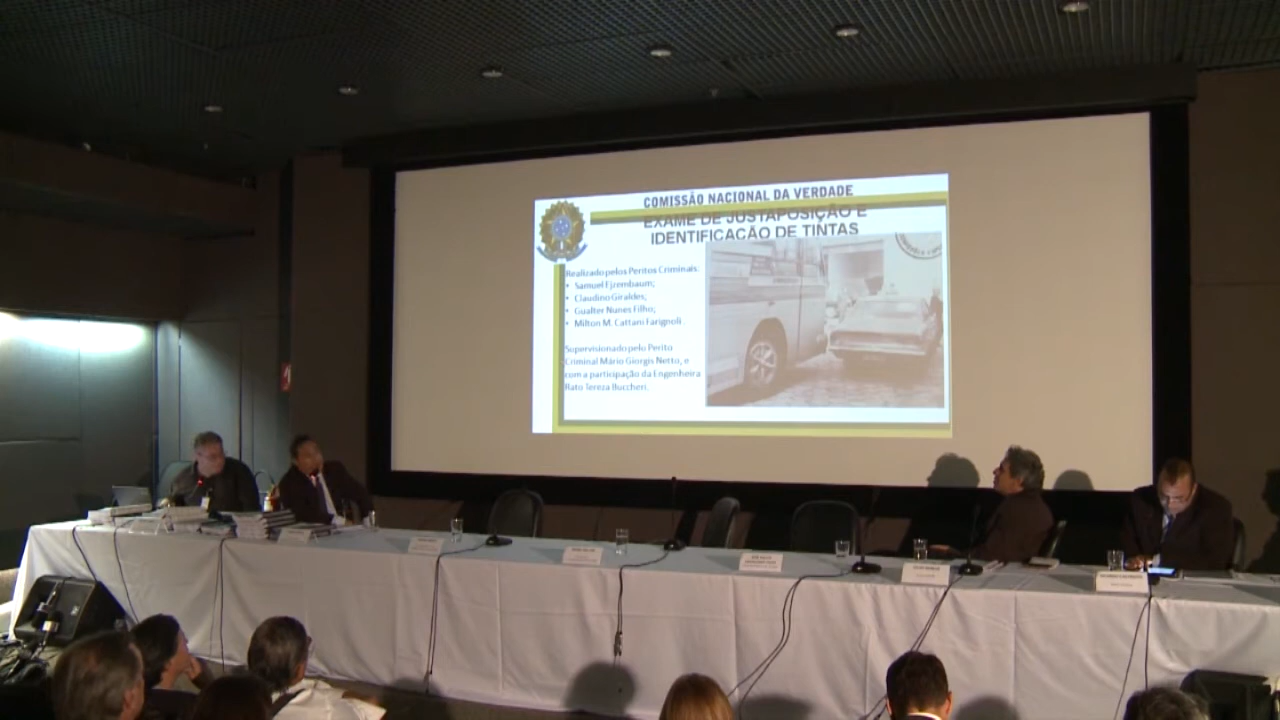 COMISSÃO NACIONAL DA VERDADE
EXAME DE JUSTAPOSIÇÃO E
IDENTIFICAÇÃO DE TINTAS
Realizado pelos Peritos Criminais:
• Samuel Ejzembaum;
• Claudino Giraldes;
• Gualter Nunes Filho;
• Milton M. Cattani Farignoli
Supervisionado pelo Perito
Criminal Mário Giorgis Netto, e
com a participação da Engenheira
Rato Tereza Buccheri.